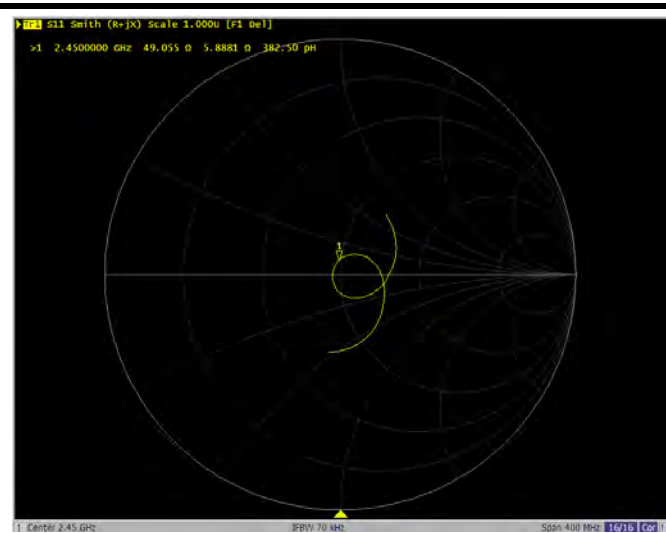 Tr1 S11 Smith (R+jX) Scale 1.000U [F1 Del]
>1 2.4500000 GHz 49.055 Ω 5.8881 Ω 382.50 pH
1
1 Center 2.45 GHz IFBW 70 kHz Span 400 MHz 16/16 Cor !